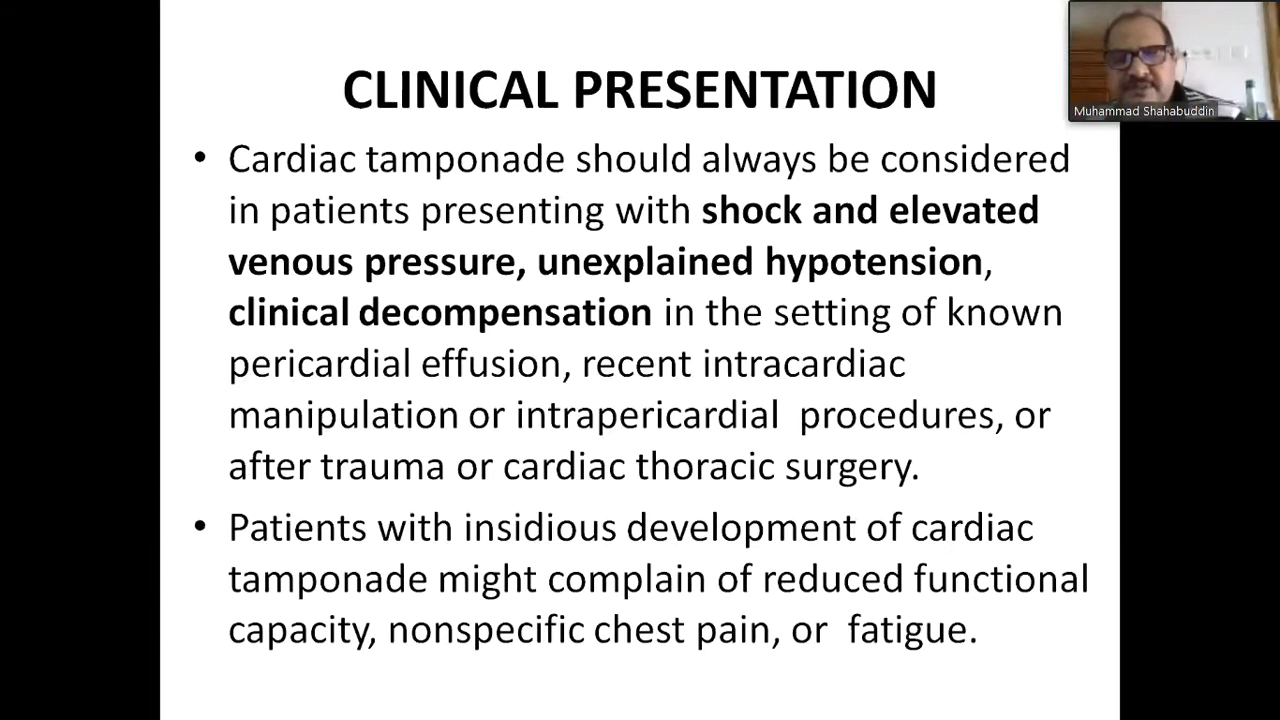 CLINICAL PRESENTATION
Muhammad Shahabuddin
• Cardiac tamponade should always be considered
in patients presenting with shock and elevated
venous pressure, unexplained hypotension,
clinical decompensation in the setting of known
pericardial effusion, recent intracardiac
manipulation or intrapericardial  procedures, or
after trauma or cardiac thoracic surgery.
• Patients with insidious development of cardiac
tamponade might complain of reduced functional
capacity, nonspecific chest pain, or  fatigue.